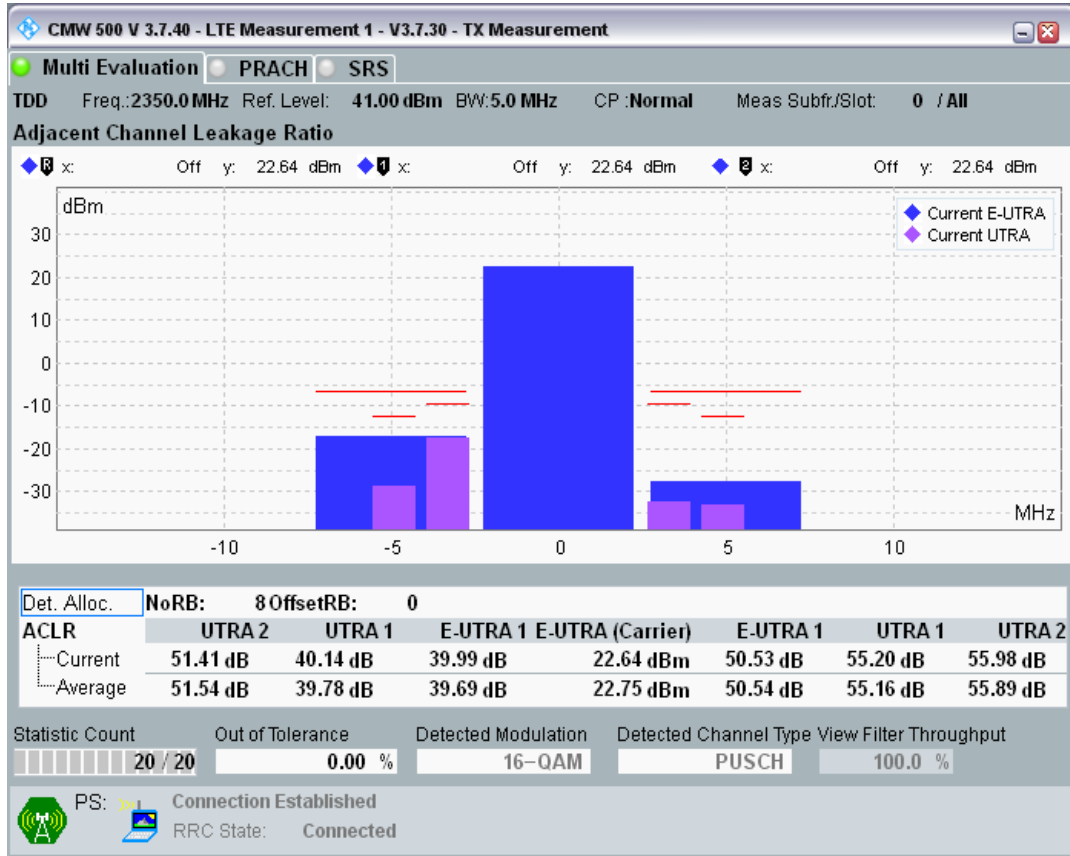 CMW 500 V 3.7.40 - LTE Measurement 1 - V3.7.30 - TX Measurement
Multi Evaluation PRACH SRS
TDD Freq.:2350.0 MHz Ref. Level: 41.00 dBm BW:5.0 MHz CP :Normal Meas Subfr./Slot: 0 / All
Adjacent Channel Leakage Ratio
R x: Off y: 22.64 dBm 1 x: Off y: 22.64 dBm 2 x: Off y: 22.64 dBm
dBm
Current E-UTRA
Current UTRA
30
20
10
0
-10
-20
-30
MHz
-10 -5 0 5 10
Det. Alloc. NoRB: 8 OffsetRB: 0
ACLR UTRA 2 UTRA 1 E-UTRA 1 E-UTRA (Carrier) E-UTRA 1 UTRA 1 UTRA 2
Current 51.41 dB 40.14 dB 39.99 dB 22.64 dBm 50.53 dB 55.20 dB 55.98 dB
Average 51.54 dB 39.78 dB 39.69 dB 22.75 dBm 50.54 dB 55.16 dB 55.89 dB
Statistic Count Out of Tolerance Detected Modulation Detected Channel Type View Filter Throughput
20 / 20 0.00 % 16-QAM PUSCH 100.0 %
PS: Connection Established
RRC State: Connected